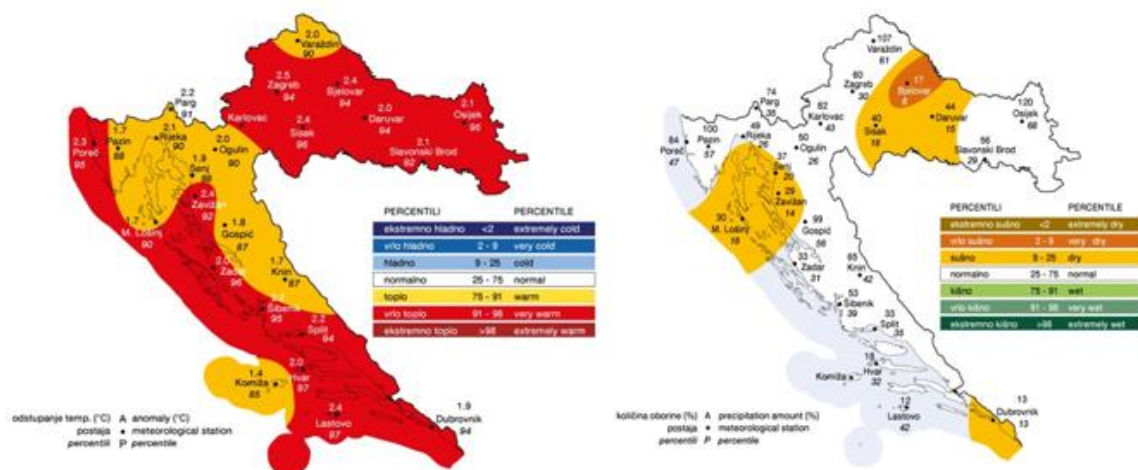 2.0
Varaždin
90
2.5
Zagreb
94
2.4
Bjelovar
94
2.2
Parg
91
Karlovac
2.4
Sisak
96
2.0
Daruvar
94
2.1
Osijek
95
2.1
Slavonski Brod
92
2.3
Poreč
95
1.7
Pazin
88
2.1
Rijeka
90
2.0
Ogulin
90
1.9
Senj
88
2.4
Zavižan
92
1.7
M. Lošinj
90
1.8
Gospić
87
Zadar
96
1.7
Knin
87
Šibenik
96
2.2
Split
94
2.0
Hvar
97
1.4
Komiža
85
2.4
Lastovo
97
1.9
Dubrovnik
94
PERCENTILI PERCENTILE
ekstremno hladno <2 extremely cold
vrlo hladno 2 - 9 very cold
hladno 9 - 25 cold
normalno 25 - 75 normal
toplo 75 - 91 warm
vrlo toplo 91 - 98 very warm
ekstremno toplo >98 extremely warm
odstupanje temp. (°C) A anomaly (°C)
postaja • meteorological station
percentili P percentile
107
Varaždin
61
60
Zagreb
30
17
Bjelovar
6
74
Parg
35
62
Karlovac
43
40
Sisak
18
44
Daruvar
15
120
Osijek
68
56
Slavonski Brod
29
84
Poreč
47
100
Pazin
57
49
Rijeka
26
50
Ogulin
26
37
Senj
20
29
Zavižan
14
30
M. Lošinj
18
99
Gospić
56
33
Zadar
31
65
Knin
42
53
Šibenik
39
33
Split
35
18
Hvar
32
Komiža
12
Lastovo
42
13
Dubrovnik
13
PERCENTILI PERCENTILE
ekstremno sušno <2 extremely dry
vrlo sušno 2 - 9 very dry
sušno 9 - 25 dry
normalno 25 - 75 normal
kišno 75 - 91 wet
vrlo kišno 91 - 98 very wet
ekstremno kišno >98 extremely wet
količina oborine (%) A precipitation amount (%)
postaja • meteorological station
percentili P percentile